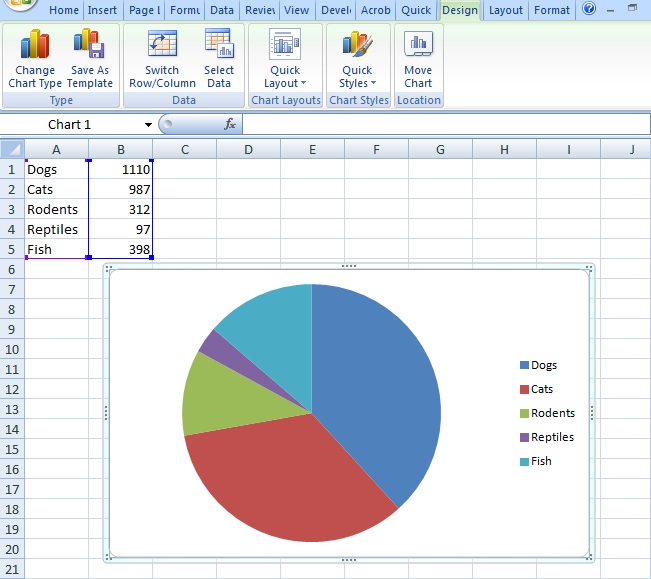 Home Insert Page L Formu Data Review View Develo Acrob Quick Design Layout Format
Change Chart Type
Save As Template
Switch Row/Column
Select Data
Quick Layout
Quick Styles
Move Chart
Type Data Chart Layouts Chart Styles Location
Chart 1 fx
A B C D E F G H I J
1 Dogs 1110
2 Cats 987
3 Rodents 312
4 Reptiles 97
5 Fish 398
6
7
8
9
10
11
12
13
14
15
16
17
18
19
20
21
Dogs
Cats
Rodents
Reptiles
Fish